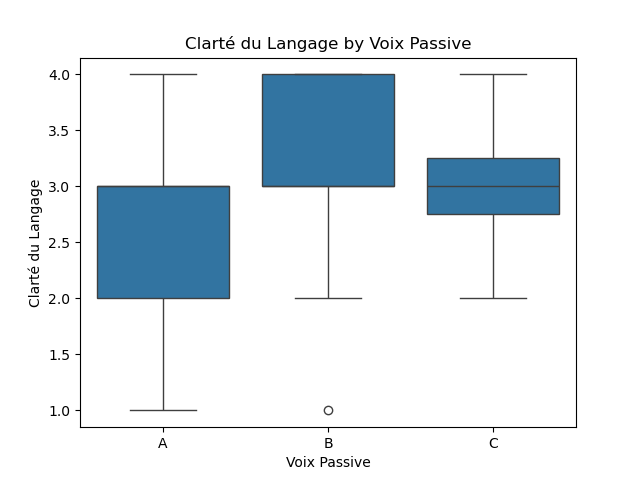 Clarté du Langage by Voix Passive
4.0
3.5
3.0
2.5
2.0
1.5
1.0
Clarté du Langage
A
B
C
Voix Passive